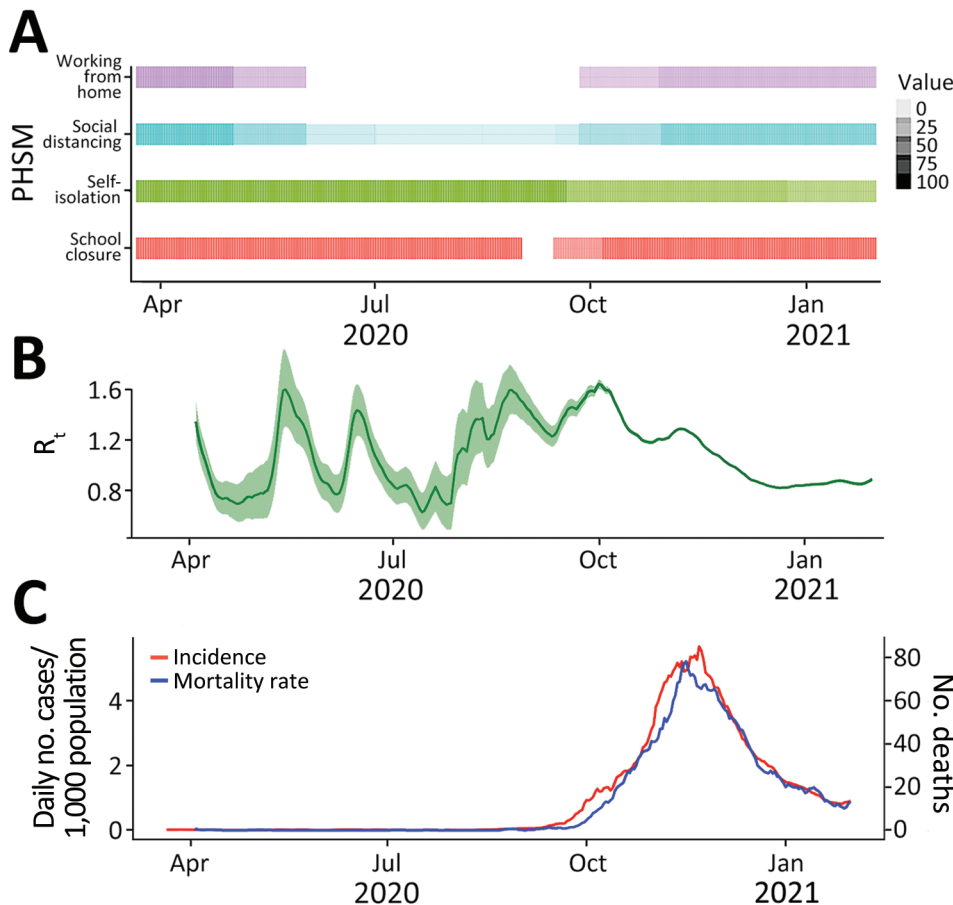 A
PHSM
Working
from
home
Social
distancing
Self-
isolation
School
closure
Value
0
25
50
75
100
Apr Jul Oct Jan
2020 2021
B
Rt
1.6
1.2
0.8
Apr Jul Oct Jan
2020 2021
C
Daily no. cases/
1,000 population
4
2
0
Incidence
Mortality rate
80
60
40
20
0
No. deaths
Apr Jul Oct Jan
2020 2021